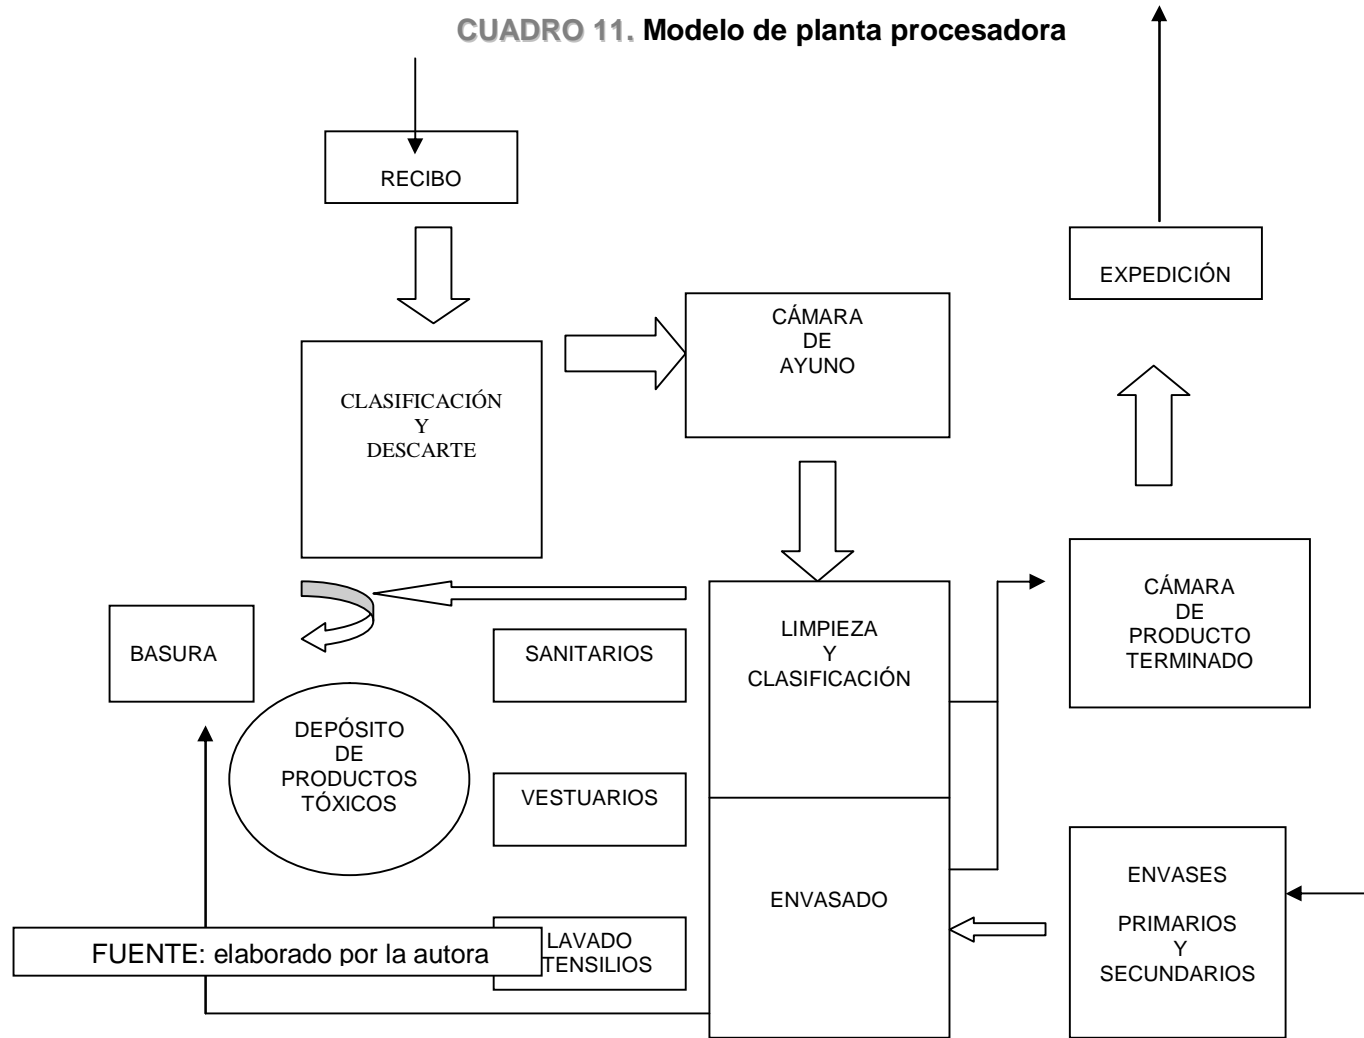 CUADRO 11. Modelo de planta procesadora
RECIBO
EXPEDICIÓN
CÁMARA
DE
AYUNO
CLASIFICACIÓN
Y
DESCARTE
CÁMARA
DE
PRODUCTO
TERMINADO
LIMPIEZA
Y
CLASIFICACIÓN
BASURA
SANITARIOS
DEPÓSITO
DE
PRODUCTOS
TÓXICOS
VESTUARIOS
ENVASADO
ENVASES
PRIMARIOS
Y
SECUNDARIOS
LAVADO
TENSILIOS
FUENTE: elaborado por la autora